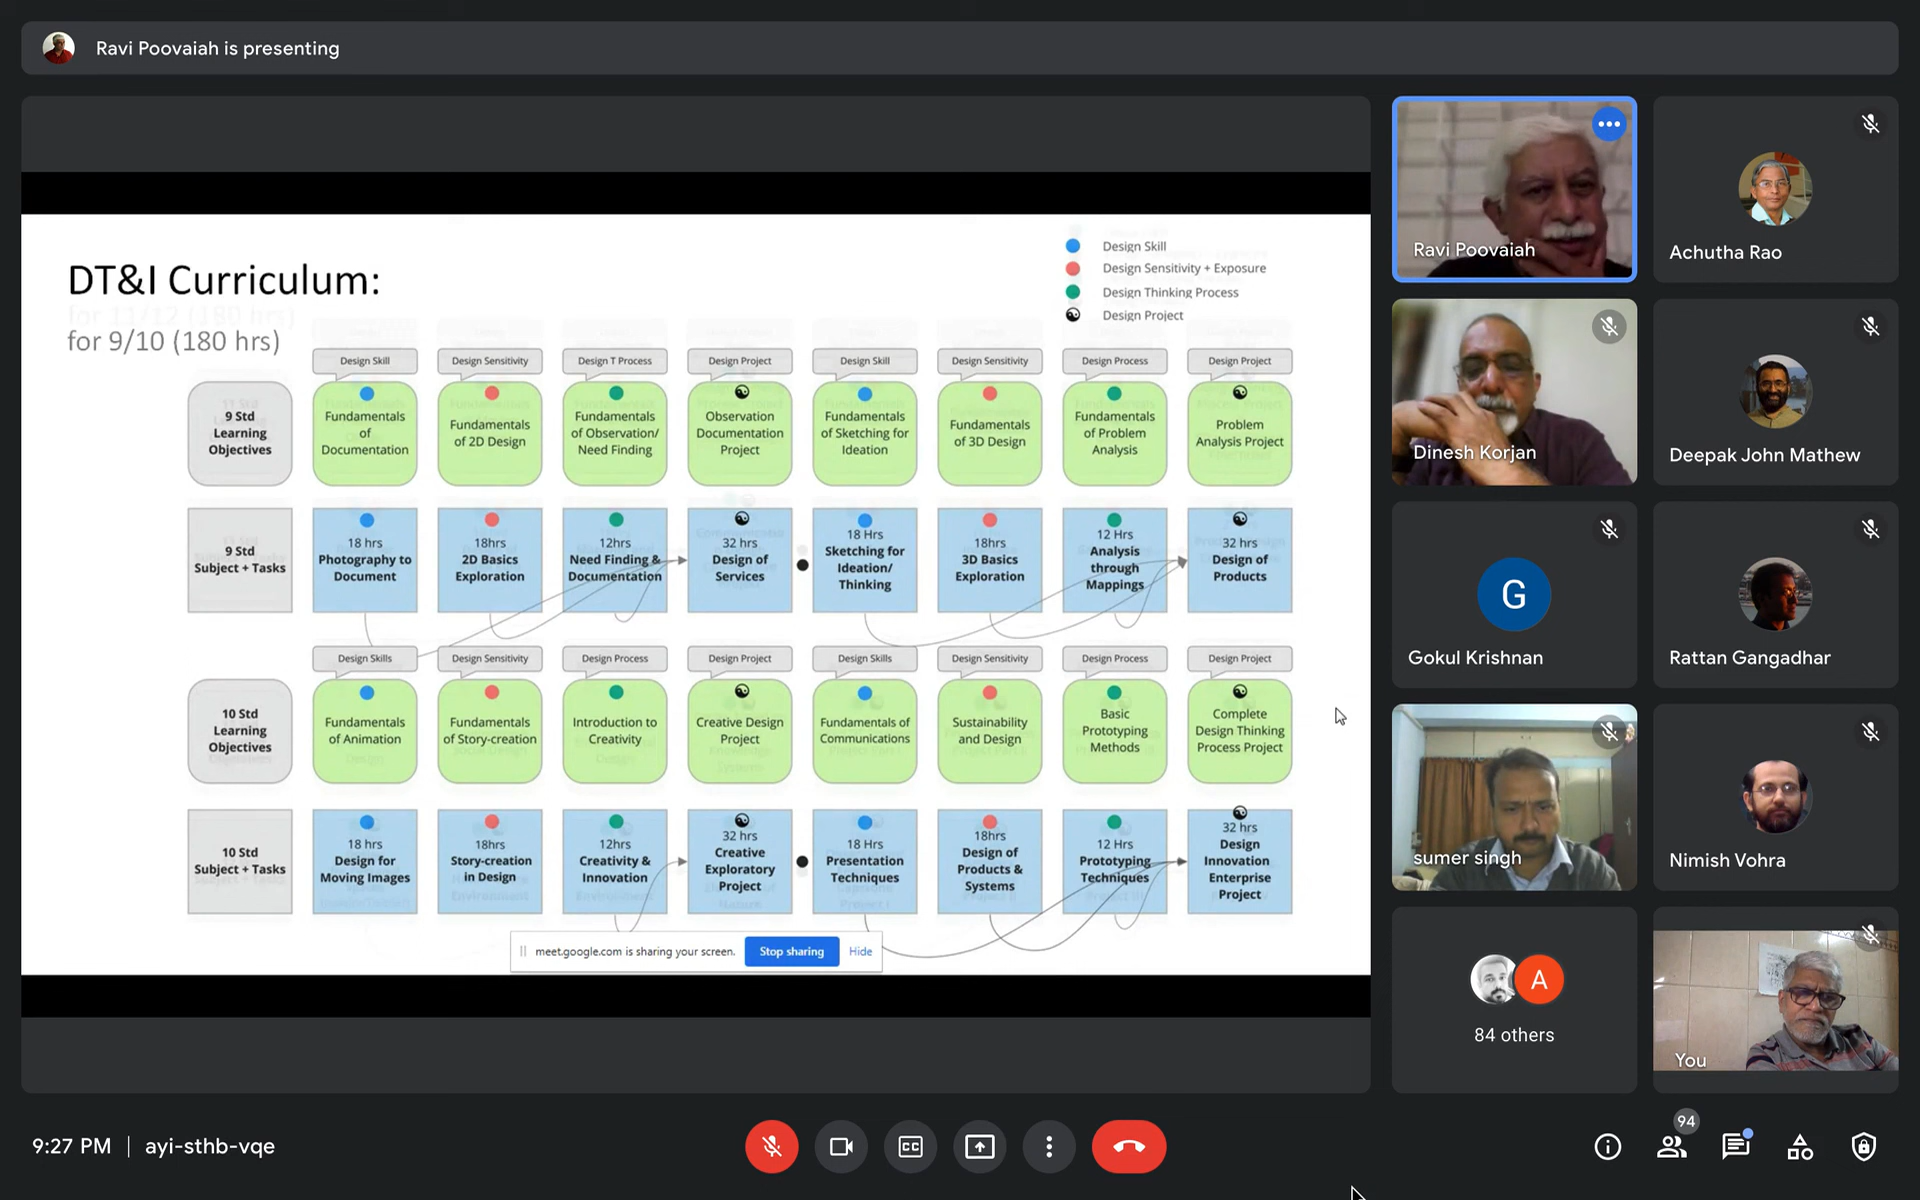 Ravi Poovaiah is presenting
DT&I Curriculum:
for 11/12 (180 hrs)
for 9/10 (180 hrs)
Design Skill
Design Sensitivity + Exposure
Design Thinking Process
Design Project
Design Skill
Design Sensitivity
Design T Process
Design Project
Design Skill
Design Sensitivity
Design Process
Design Project
9 Std
Learning
Objectives
Fundamentals
of
Documentation
Fundamentals
of 2D Design
Fundamentals
of Observation/
Need Finding
Observation
Documentation
Project
Fundamentals
of Sketching for
Ideation
Fundamentals
of 3D Design
Fundamentals
of Problem
Analysis
Problem
Analysis Project
9 Std
Subject + Tasks
18 hrs
Photography to
Document
18hrs
2D Basics
Exploration
12hrs
Need Finding &
Documentation
32 hrs
Design of
Services
18 Hrs
Sketching for
Ideation/
Thinking
18hrs
3D Basics
Exploration
12 Hrs
Analysis
through
Mappings
32 hrs
Design of
Products
Design Skills
Design Sensitivity
Design Process
Design Project
Design Skills
Design Sensitivity
Design Process
Design Project
10 Std
Learning
Objectives
Fundamentals
of Animation
Fundamentals
of Story-creation
Introduction to
Creativity
Creative Design
Project
Fundamentals of
Communications
Sustainability
and Design
Basic
Prototyping
Methods
Complete
Design Thinking
Process Project
10 Std
Subject + Tasks
18 hrs
Design for
Moving Images
18hrs
Story-creation
in Design
12hrs
Creativity &
Innovation
32 hrs
Creative
Exploratory
Project
18 Hrs
Presentation
Techniques
18hrs
Design of
Products &
Systems
12 Hrs
Prototyping
Techniques
32 hrs
Design
Innovation
Enterprise
Project
meet.google.com is sharing your screen.
Stop sharing
Hide
Ravi Poovaiah
Achutha Rao
Dinesh Korjan
Deepak John Mathew
G
Gokul Krishnan
Rattan Gangadhar
sumer singh
Nimish Vohra
A
84 others
You
9:27 PM | ayi-sthb-vqe
CC
94